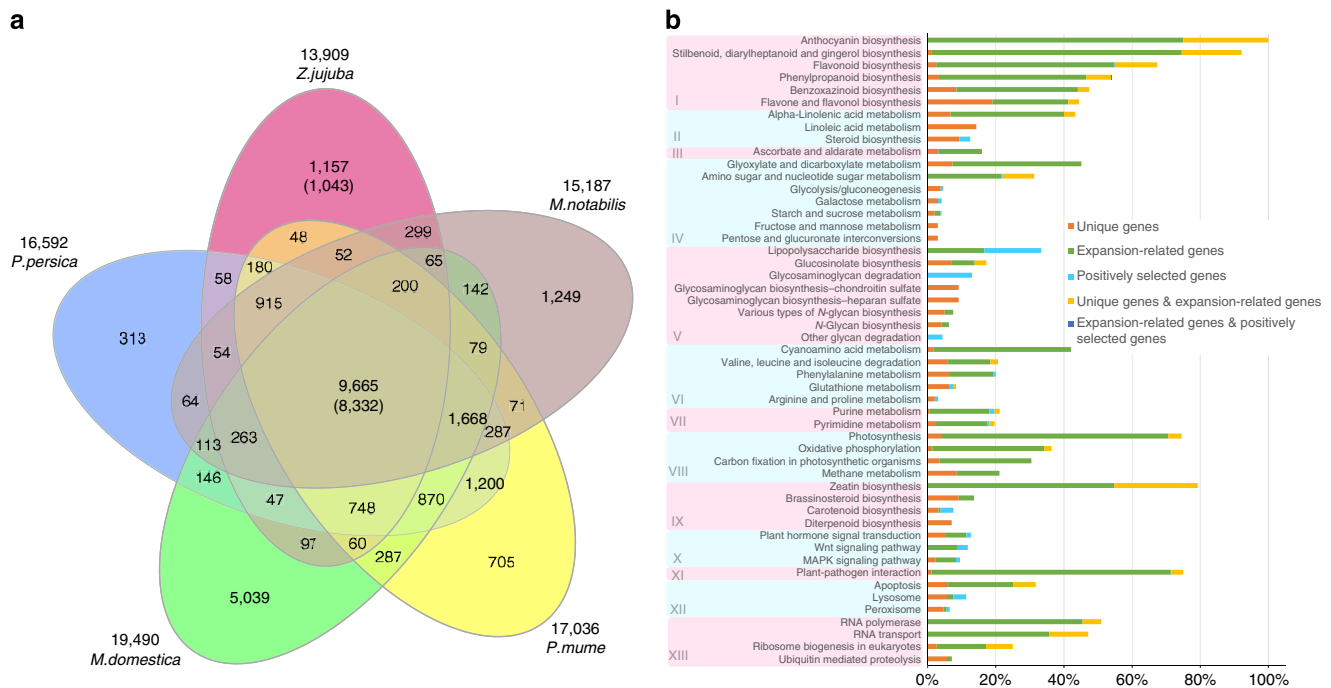 a
13,909
Z.jujuba
15,187
M.notabilis
16,592
P.persica
17,036
P.mume
19,490
M.domestica
1,157
(1,043)
48
299
52
65
180
58
200
142
1,249
915
313
54
79
9,665
(8,332)
64
71
1,668
287
113
263
146
1,200
47
748
870
97
60
287
705
5,039
b
Anthocyanin biosynthesis
Stilbenoid, diarylheptanoid and gingerol biosynthesis
Flavonoid biosynthesis
Phenylpropanoid biosynthesis
Benzoxazinoid biosynthesis
I Flavone and flavonol biosynthesis
Alpha-Linolenic acid metabolism
Linoleic acid metabolism
II Steroid biosynthesis
III Ascorbate and aldarate metabolism
Glyoxylate and dicarboxylate metabolism
Amino sugar and nucleotide sugar metabolism
Glycolysis/gluconeogenesis
Galactose metabolism
Starch and sucrose metabolism
Fructose and mannose metabolism
IV Pentose and glucuronate interconversions
Lipopolysaccharide biosynthesis
Glucosinolate biosynthesis
Glycosaminoglycan degradation
Glycosaminoglycan biosynthesis–chondroitin sulfate
Glycosaminoglycan biosynthesis–heparan sulfate
Various types of N-glycan biosynthesis
N-Glycan biosynthesis
V Other glycan degradation
Cyanoamino acid metabolism
Valine, leucine and isoleucine degradation
Phenylalanine metabolism
Glutathione metabolism
VI Arginine and proline metabolism
Purine metabolism
VII Pyrimidine metabolism
Photosynthesis
Oxidative phosphorylation
Carbon fixation in photosynthetic organisms
VIII Methane metabolism
Zeatin biosynthesis
Brassinosteroid biosynthesis
Carotenoid biosynthesis
IX Diterpenoid biosynthesis
Plant hormone signal transduction
Wnt signaling pathway
X MAPK signaling pathway
XI Plant-pathogen interaction
Apoptosis
Lysosome
XII Peroxisome
RNA polymerase
RNA transport
Ribosome biogenesis in eukaryotes
XIII Ubiquitin mediated proteolysis
0% 20% 40% 60% 80% 100%
Unique genes
Expansion-related genes
Positively selected genes
Unique genes & expansion-related genes
Expansion-related genes & positively
selected genes